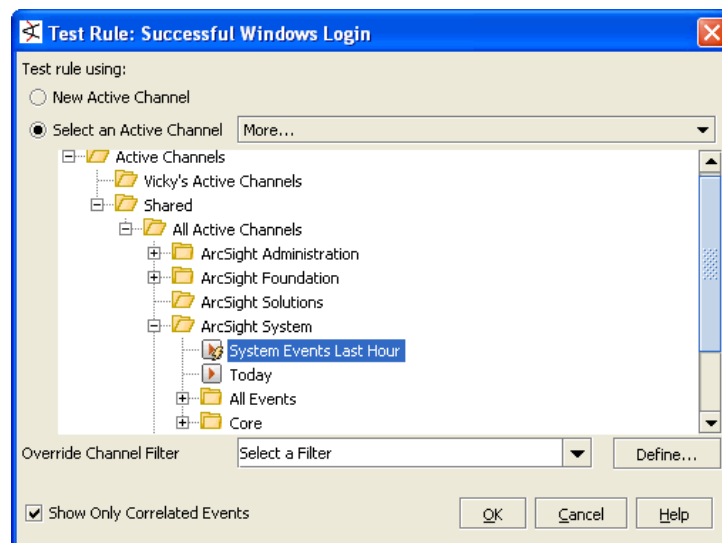 Test Rule: Successful Windows Login
Test rule using:
New Active Channel
Select an Active Channel More...
Active Channels
Vicky's Active Channels
Shared
All Active Channels
ArcSight Administration
ArcSight Foundation
ArcSight Solutions
ArcSight System
System Events Last Hour
Today
All Events
Core
Override Channel Filter Select a Filter Define...
Show Only Correlated Events OK Cancel Help